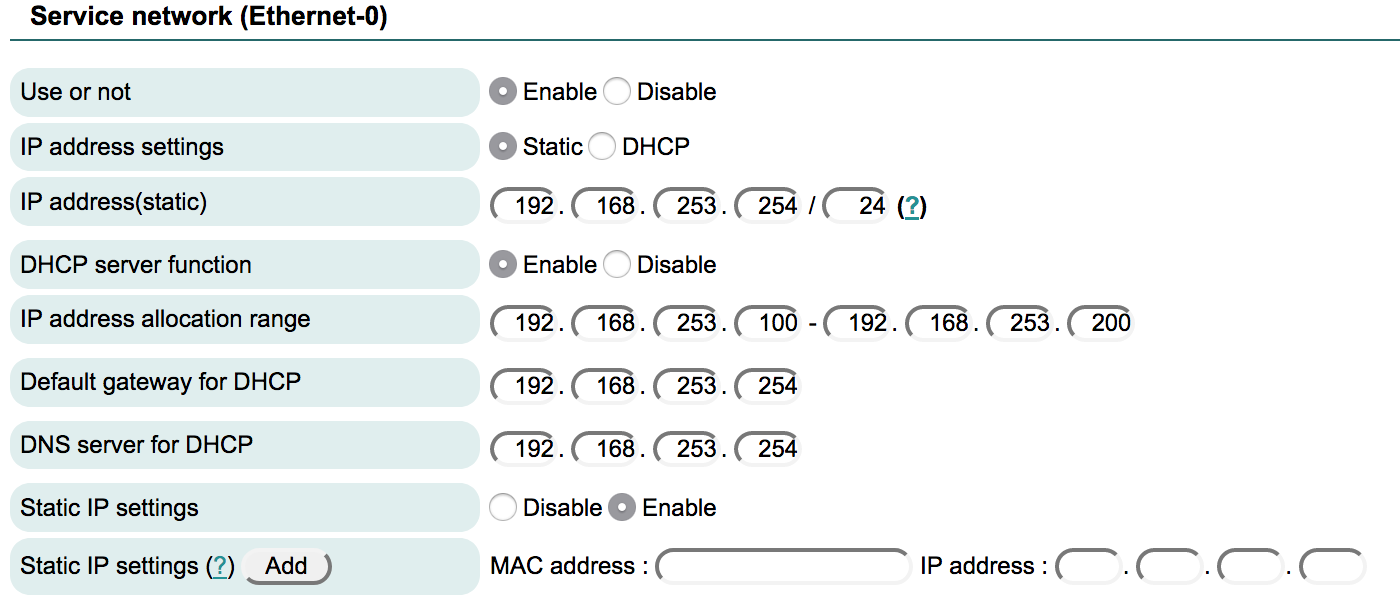 Service network (Ethernet-0)
Use or not Enable Disable
IP address settings Static DHCP
IP address(static) 192. 168. 253. 254 / 24 (?)
DHCP server function Enable Disable
IP address allocation range 192. 168. 253. 100 - 192. 168. 253. 200
Default gateway for DHCP 192. 168. 253. 254
DNS server for DHCP 192. 168. 253. 254
Static IP settings Disable Enable
Static IP settings (?) Add MAC address : IP address : . . .